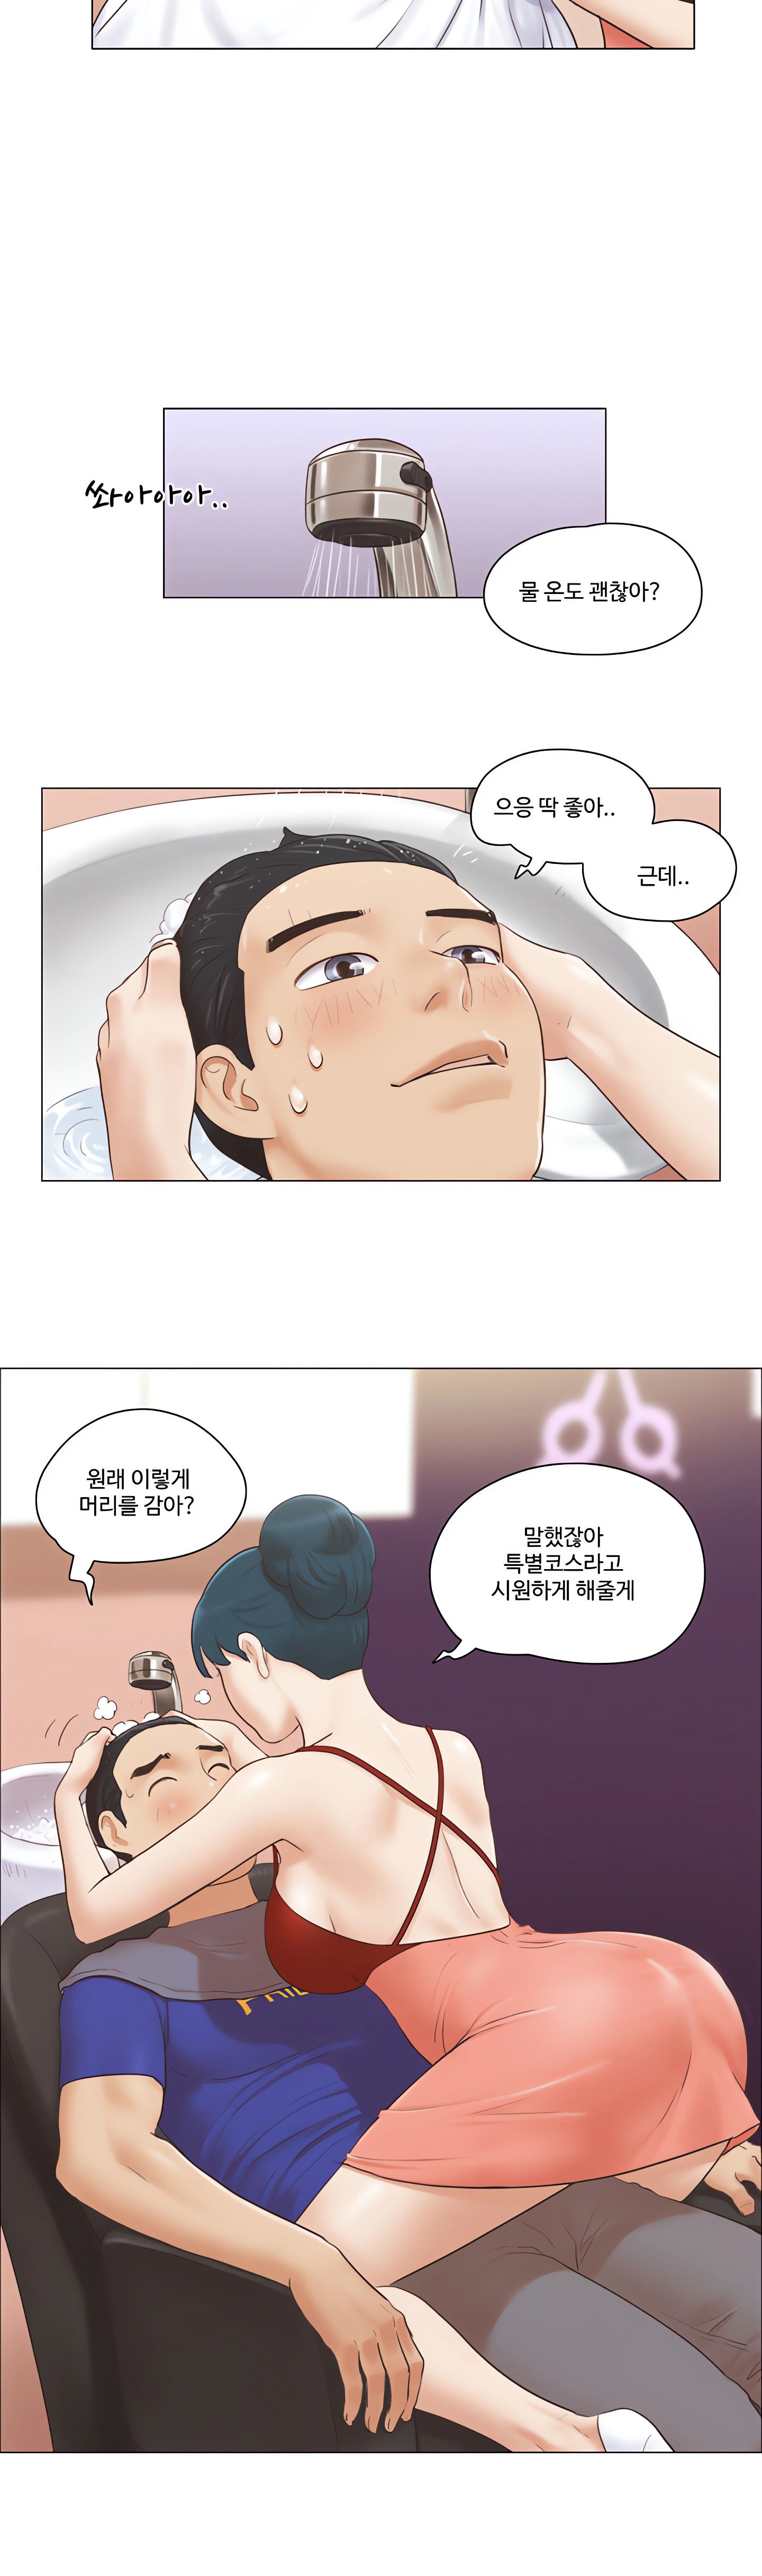 쏴아아아..
물 온도 괜찮아?
으응 딱 좋아..
근데..
원래 이렇게
머리를 감아?
말했잖아
특별코스라고
시원하게 해줄게